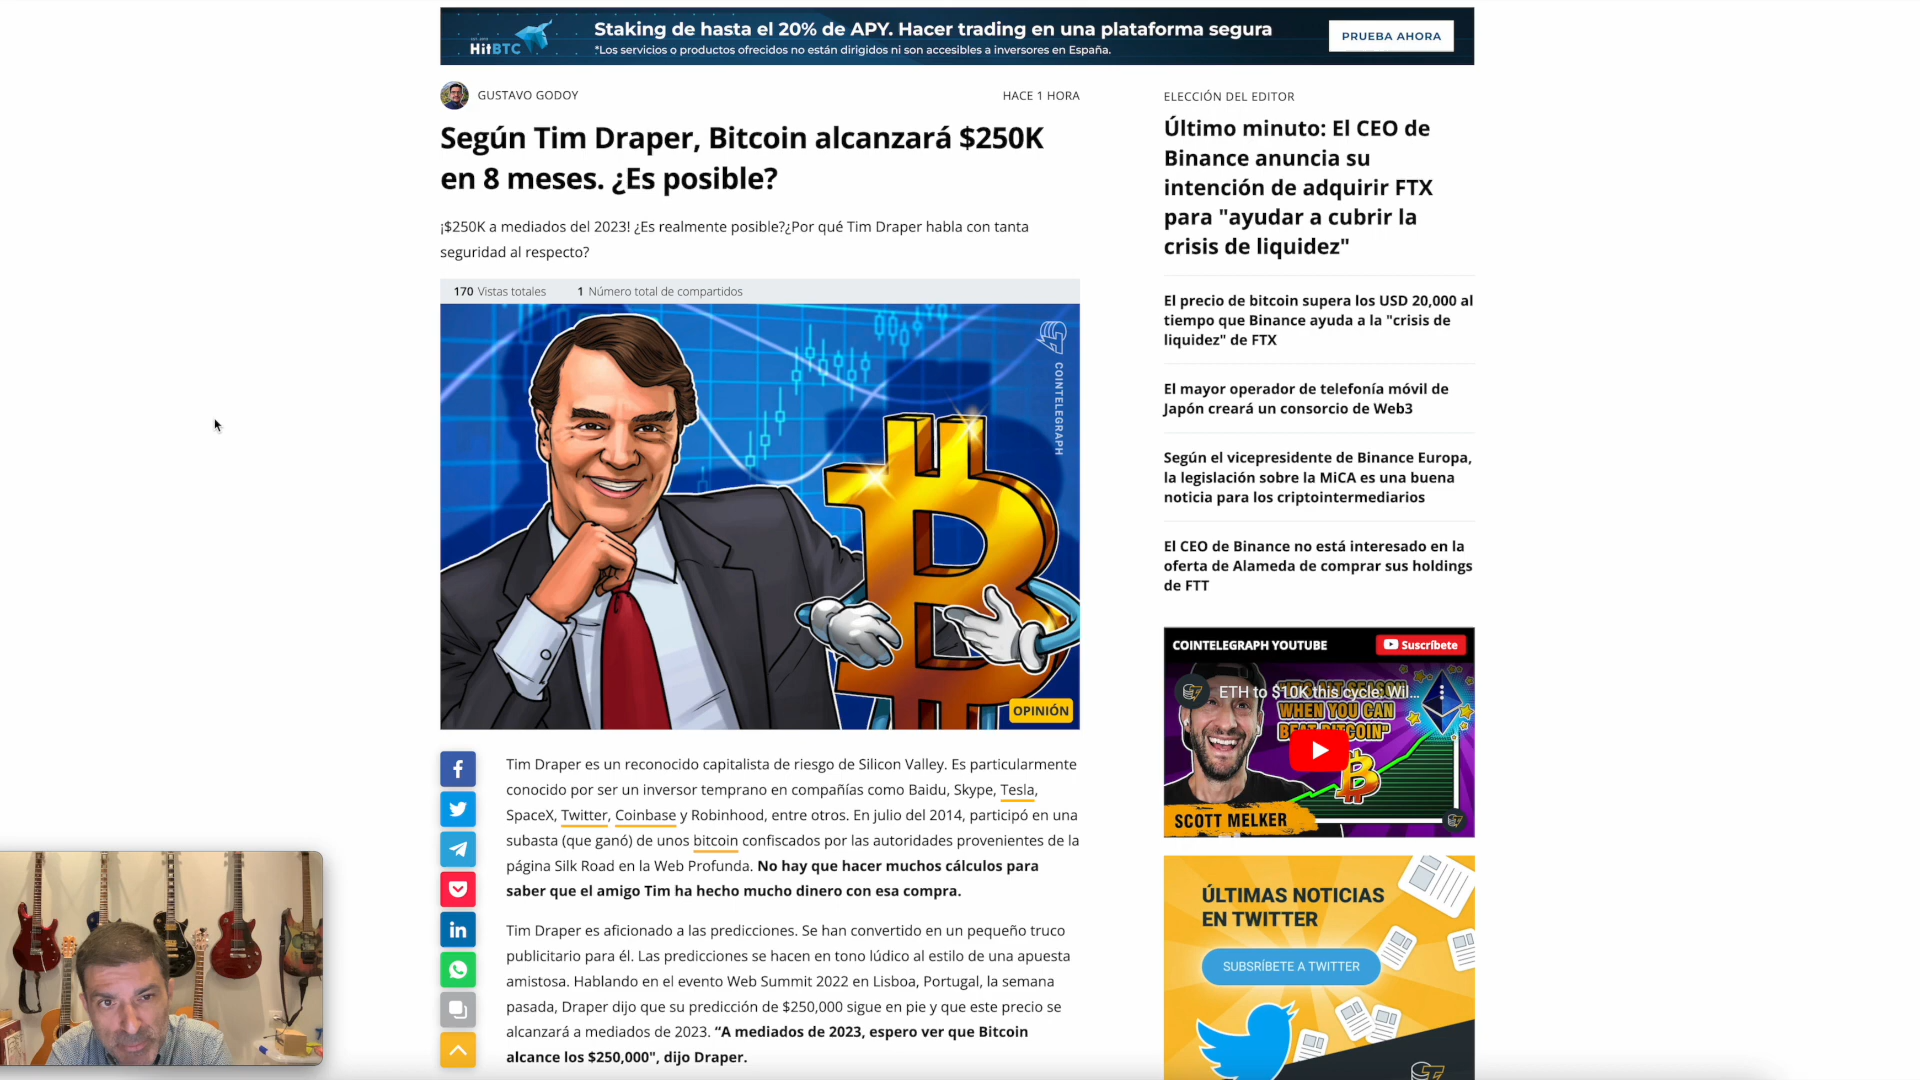 HitBTC
Staking de hasta el 20% de APY. Hacer trading en una plataforma segura
*Los servicios o productos ofrecidos no están dirigidos ni son accesibles a inversores en España.
PRUEBA AHORA
GUSTAVO GODOY
HACE 1 HORA
Según Tim Draper, Bitcoin alcanzará $250K
en 8 meses. ¿Es posible?
¡$250K a mediados del 2023! ¿Es realmente posible?¿Por qué Tim Draper habla con tanta
seguridad al respecto?
170 Vistas totales
1 Número total de compartidos
COINTELEGRAPH
OPINIÓN
Tim Draper es un reconocido capitalista de riesgo de Silicon Valley. Es particularmente
conocido por ser un inversor temprano en compañías como Baidu, Skype, Tesla,
SpaceX, Twitter, Coinbase y Robinhood, entre otros. En julio del 2014, participó en una
subasta (que ganó) de unos bitcoin confiscados por las autoridades provenientes de la
página Silk Road en la Web Profunda. No hay que hacer muchos cálculos para
saber que el amigo Tim ha hecho mucho dinero con esa compra.
Tim Draper es aficionado a las predicciones. Se han convertido en un pequeño truco
publicitario para él. Las predicciones se hacen en tono lúdico al estilo de una apuesta
amistosa. Hablando en el evento Web Summit 2022 en Lisboa, Portugal, la semana
pasada, Draper dijo que su predicción de $250,000 sigue en pie y que este precio se
alcanzará a mediados de 2023. “A mediados de 2023, espero ver que Bitcoin
alcance los $250,000", dijo Draper.
ELECCIÓN DEL EDITOR
Último minuto: El CEO de
Binance anuncia su
intención de adquirir FTX
para "ayudar a cubrir la
crisis de liquidez"
El precio de bitcoin supera los USD 20,000 al
tiempo que Binance ayuda a la "crisis de
liquidez" de FTX
El mayor operador de telefonía móvil de
Japón creará un consorcio de Web3
Según el vicepresidente de Binance Europa,
la legislación sobre la MiCA es una buena
noticia para los criptointermediarios
El CEO de Binance no está interesado en la
oferta de Alameda de comprar sus holdings
de FTT
COINTELEGRAPH YOUTUBE
Suscríbete
ETH to $10K this cycle: Wil...
WHEN YOU CAN
BEAT BITCOIN"
SCOTT MELKER
ÚLTIMAS NOTICIAS
EN TWITTER
SUBSRÍBETE A TWITTER